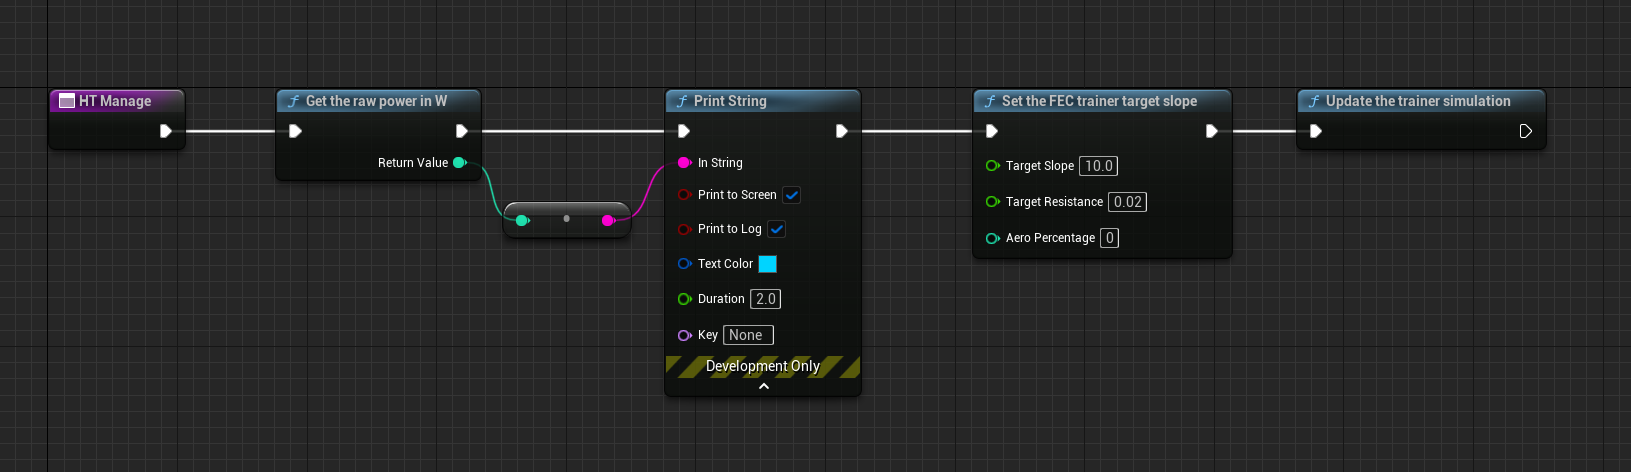 HT Manage
Get the raw power in W
Return Value
Print String
In String
Print to Screen
Print to Log
Text Color
Duration 2.0
Key None
Development Only
Set the FEC trainer target slope
Target Slope 10.0
Target Resistance 0.02
Aero Percentage 0
Update the trainer simulation